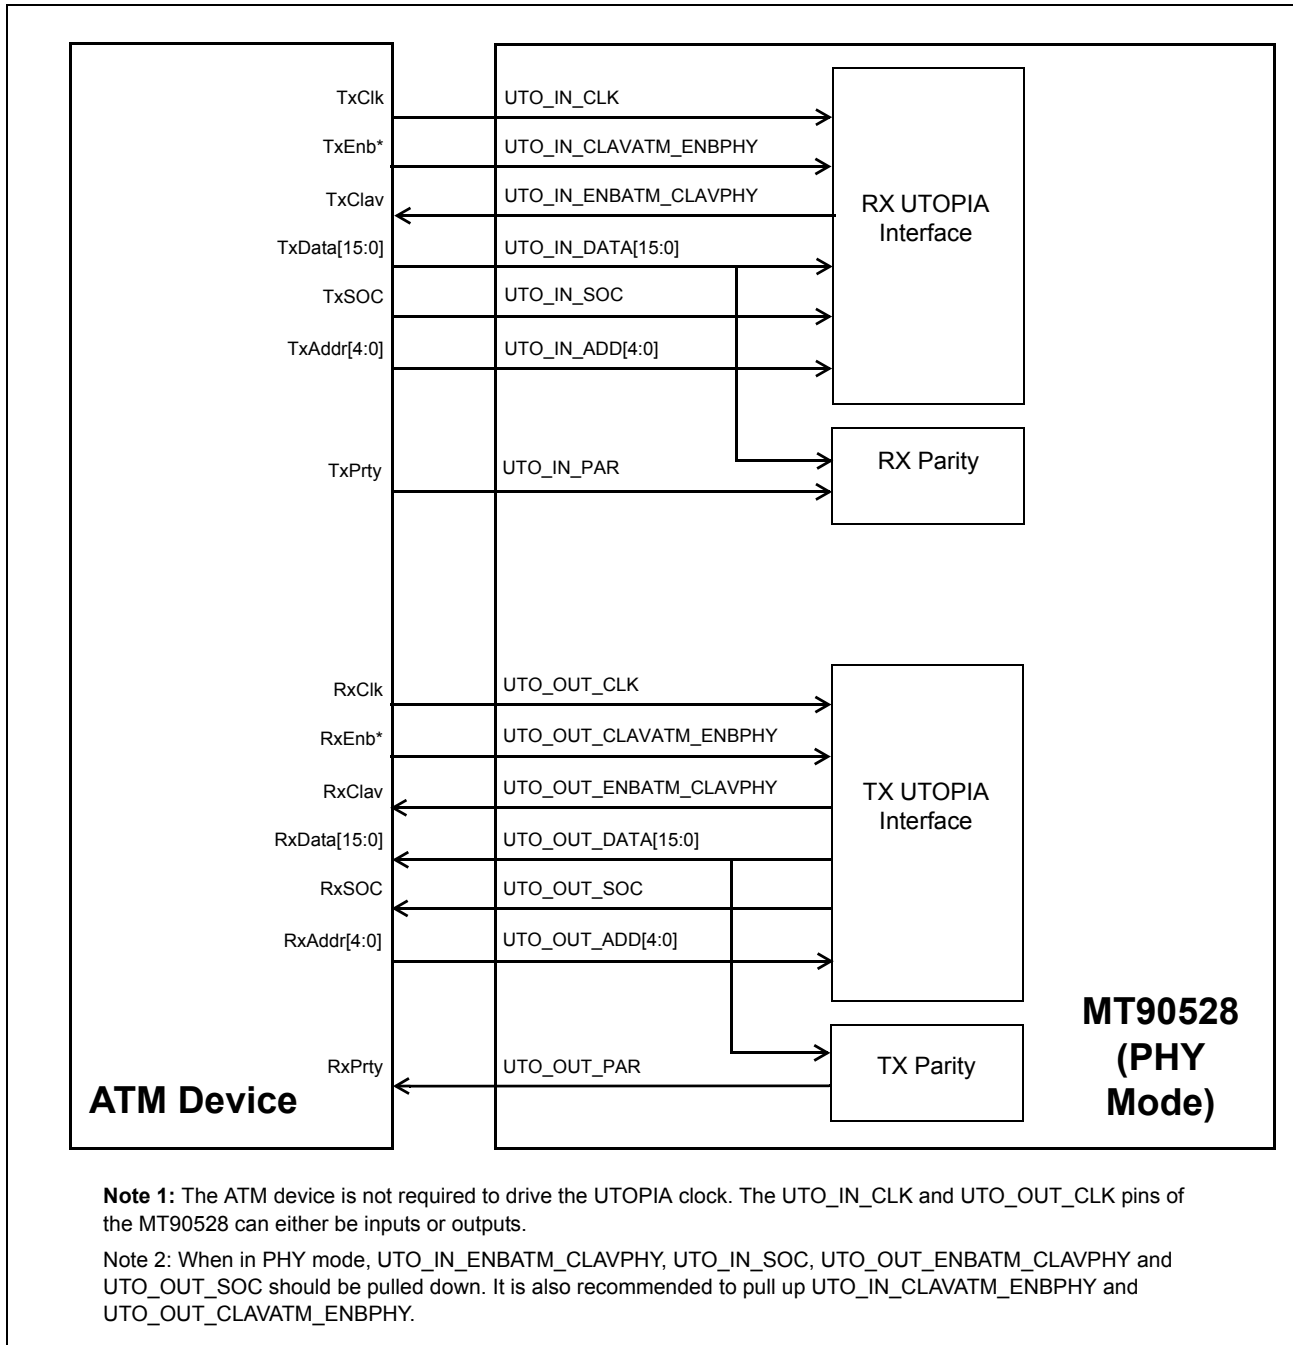 TxClk
UTO_IN_CLK
TxEnb*
UTO_IN_CLAVATM_ENBPHY
TxClav
UTO_IN_ENBATM_CLAVPHY
RX UTOPIA
Interface
TxData[15:0]
UTO_IN_DATA[15:0]
TxSOC
UTO_IN_SOC
TxAddr[4:0]
UTO_IN_ADD[4:0]
TxPrty
UTO_IN_PAR
RX Parity
RxClk
UTO_OUT_CLK
RxEnb*
UTO_OUT_CLAVATM_ENBPHY
RxClav
UTO_OUT_ENBATM_CLAVPHY
TX UTOPIA
Interface
RxData[15:0]
UTO_OUT_DATA[15:0]
RxSOC
UTO_OUT_SOC
RxAddr[4:0]
UTO_OUT_ADD[4:0]
RxPrty
UTO_OUT_PAR
TX Parity
ATM Device
MT90528
(PHY
Mode)
Note 1: The ATM device is not required to drive the UTOPIA clock. The UTO_IN_CLK and UTO_OUT_CLK pins of
the MT90528 can either be inputs or outputs.
Note 2: When in PHY mode, UTO_IN_ENBATM_CLAVPHY, UTO_IN_SOC, UTO_OUT_ENBATM_CLAVPHY and
UTO_OUT_SOC should be pulled down. It is also recommended to pull up UTO_IN_CLAVATM_ENBPHY and
UTO_OUT_CLAVATM_ENBPHY.